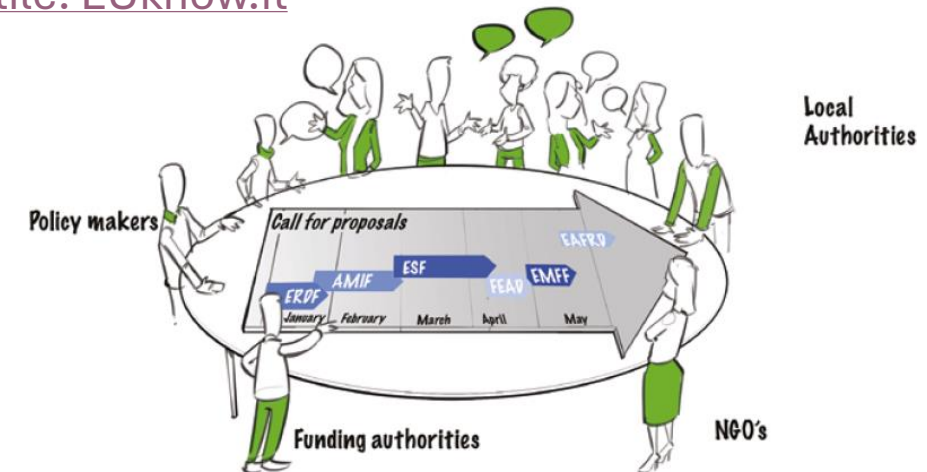 Local
Authorities
Policy makers
Call for proposals
EAFRD
ESF
AMIF
EMFF
FEAD
ERDF
January
February
March
April
May
Funding authorities
NGO's